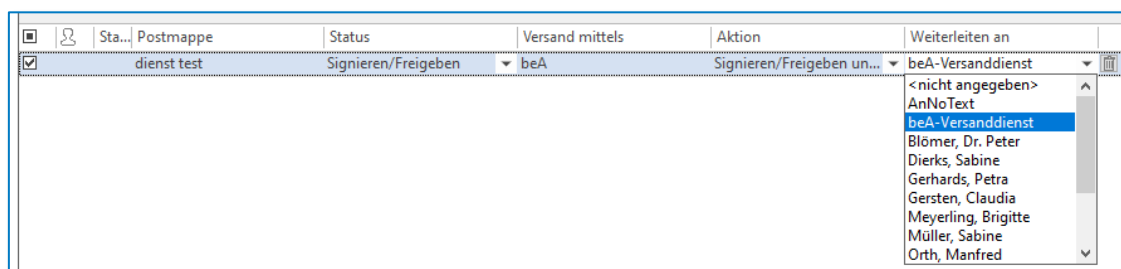 Sta... Postmappe Status Versand mittels Aktion Weiterleiten an
dienst test Signieren/Freigeben beA Signieren/Freigeben un... beA-Versanddienst
<nicht angegeben>
AnNoText
beA-Versanddienst
Blömer, Dr. Peter
Dierks, Sabine
Gerhards, Petra
Gersten, Claudia
Meyerling, Brigitte
Müller, Sabine
Orth, Manfred